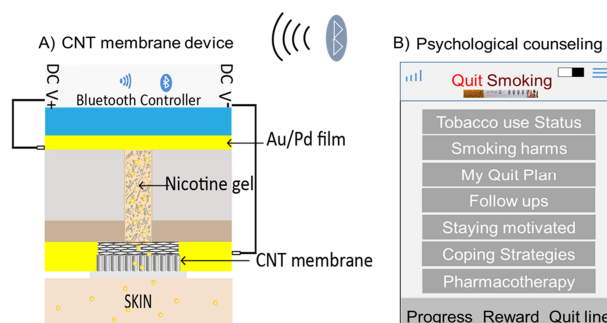 A) CNT membrane device
DC V+
DC V-
Bluetooth Controller
Au/Pd film
Nicotine gel
CNT membrane
SKIN
B) Psychological counseling
Quit Smoking
Tobacco use Status
Smoking harms
My Quit Plan
Follow ups
Staying motivated
Coping Strategies
Pharmacotherapy
Progress Reward Quit line